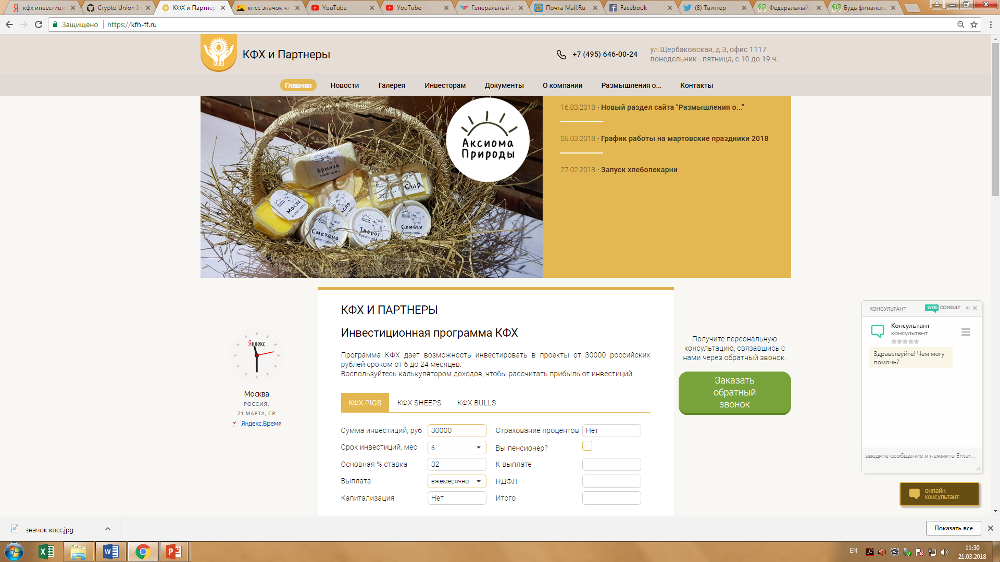 кфх инвестици
Crypto Union In
КФХ и Партнер
кпсс значок чл
YouTube
YouTube
Генеральный д
Почта Mail.Ru
Facebook
(8) Твиттер
Федеральный
Будь финансов
Защищено
https://kfh-ff.ru
КФХ
КФХ и Партнеры
+7 (495) 646-00-24
ул.Щербаковская, д.3, офис 1117
понедельник - пятница, с 10 до 19 ч.
Главная
Новости
Галерея
Инвесторам
Документы
О компании
Размышления о...
Контакты
Аксиома
Природы
Брынза
Сыр
Масло
Сметана
Творог
Сливки
16.03.2018 · Новый раздел сайта "Размышления о..."
05.03.2018 · График работы на мартовские праздники 2018
27.02.2018 · Запуск хлебопекарни
КФХ И ПАРТНЕРЫ
Инвестиционная программа КФХ
Программа КФХ дает возможность инвестировать в проекты от 30000 российских
рублей сроком от 6 до 24 месяцев.
Воспользуйтесь калькулятором доходов, чтобы рассчитать прибыль от инвестиций.
КФХ PIGS
КФХ SHEEPS
КФХ BULLS
Сумма инвестиций, руб
30000
Страхование процентов
Нет
Срок инвестиций, мес
6
Вы пенсионер?
Основная % ставка
32
К выплате
Выплата
ежемесячно
НДФЛ
Капитализация
Нет
Итого
Яндекс
Москва
РОССИЯ,
21 МАРТА, СР
Яндекс.Время
Получите персональную
консультацию, связавшись с
нами через обратный звонок.
Заказать
обратный
звонок
КОНСУЛЬТАНТ
WEB CONSULT
Консультант
консультант
Здравствуйте! Чем могу
помочь?
введите сообщение и нажмите Enter...
онлайн
консультант
значок кпсс.jpg
Показать все
EN
11:30
21.03.2018